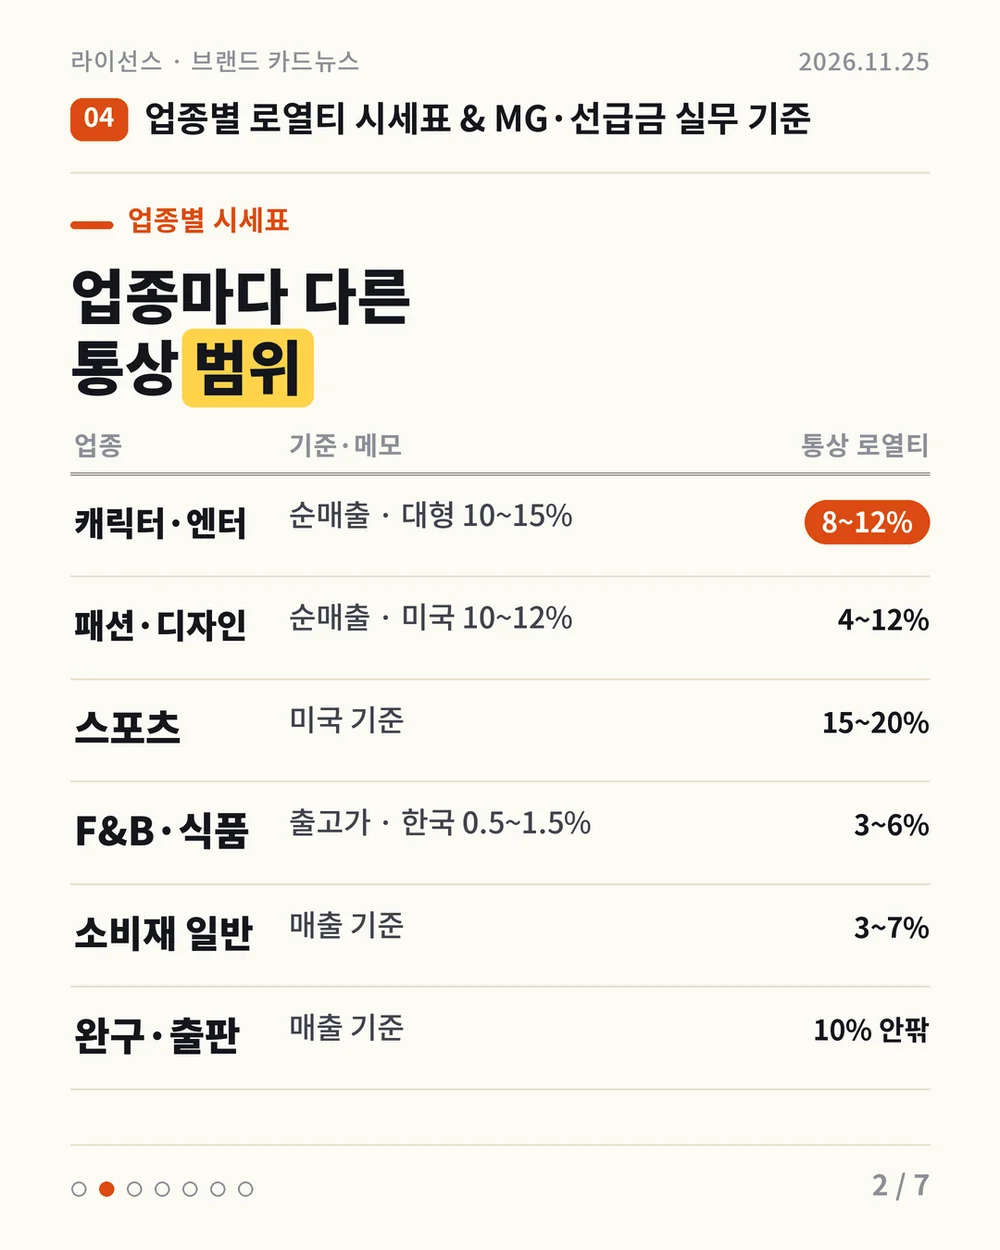 라이선스 · 브랜드 카드뉴스 2026.11.25
04 업종별 로열티 시세표 & MG·선급금 실무 기준
업종별 시세표
업종마다 다른
통상 범위
업종 기준·메모 통상 로열티
캐릭터·엔터 순매출 · 대형 10~15% 8~12%
패션·디자인 순매출 · 미국 10~12% 4~12%
스포츠 미국 기준 15~20%
F&B·식품 출고가 · 한국 0.5~1.5% 3~6%
소비재 일반 매출 기준 3~7%
완구·출판 매출 기준 10% 안팎
2 / 7